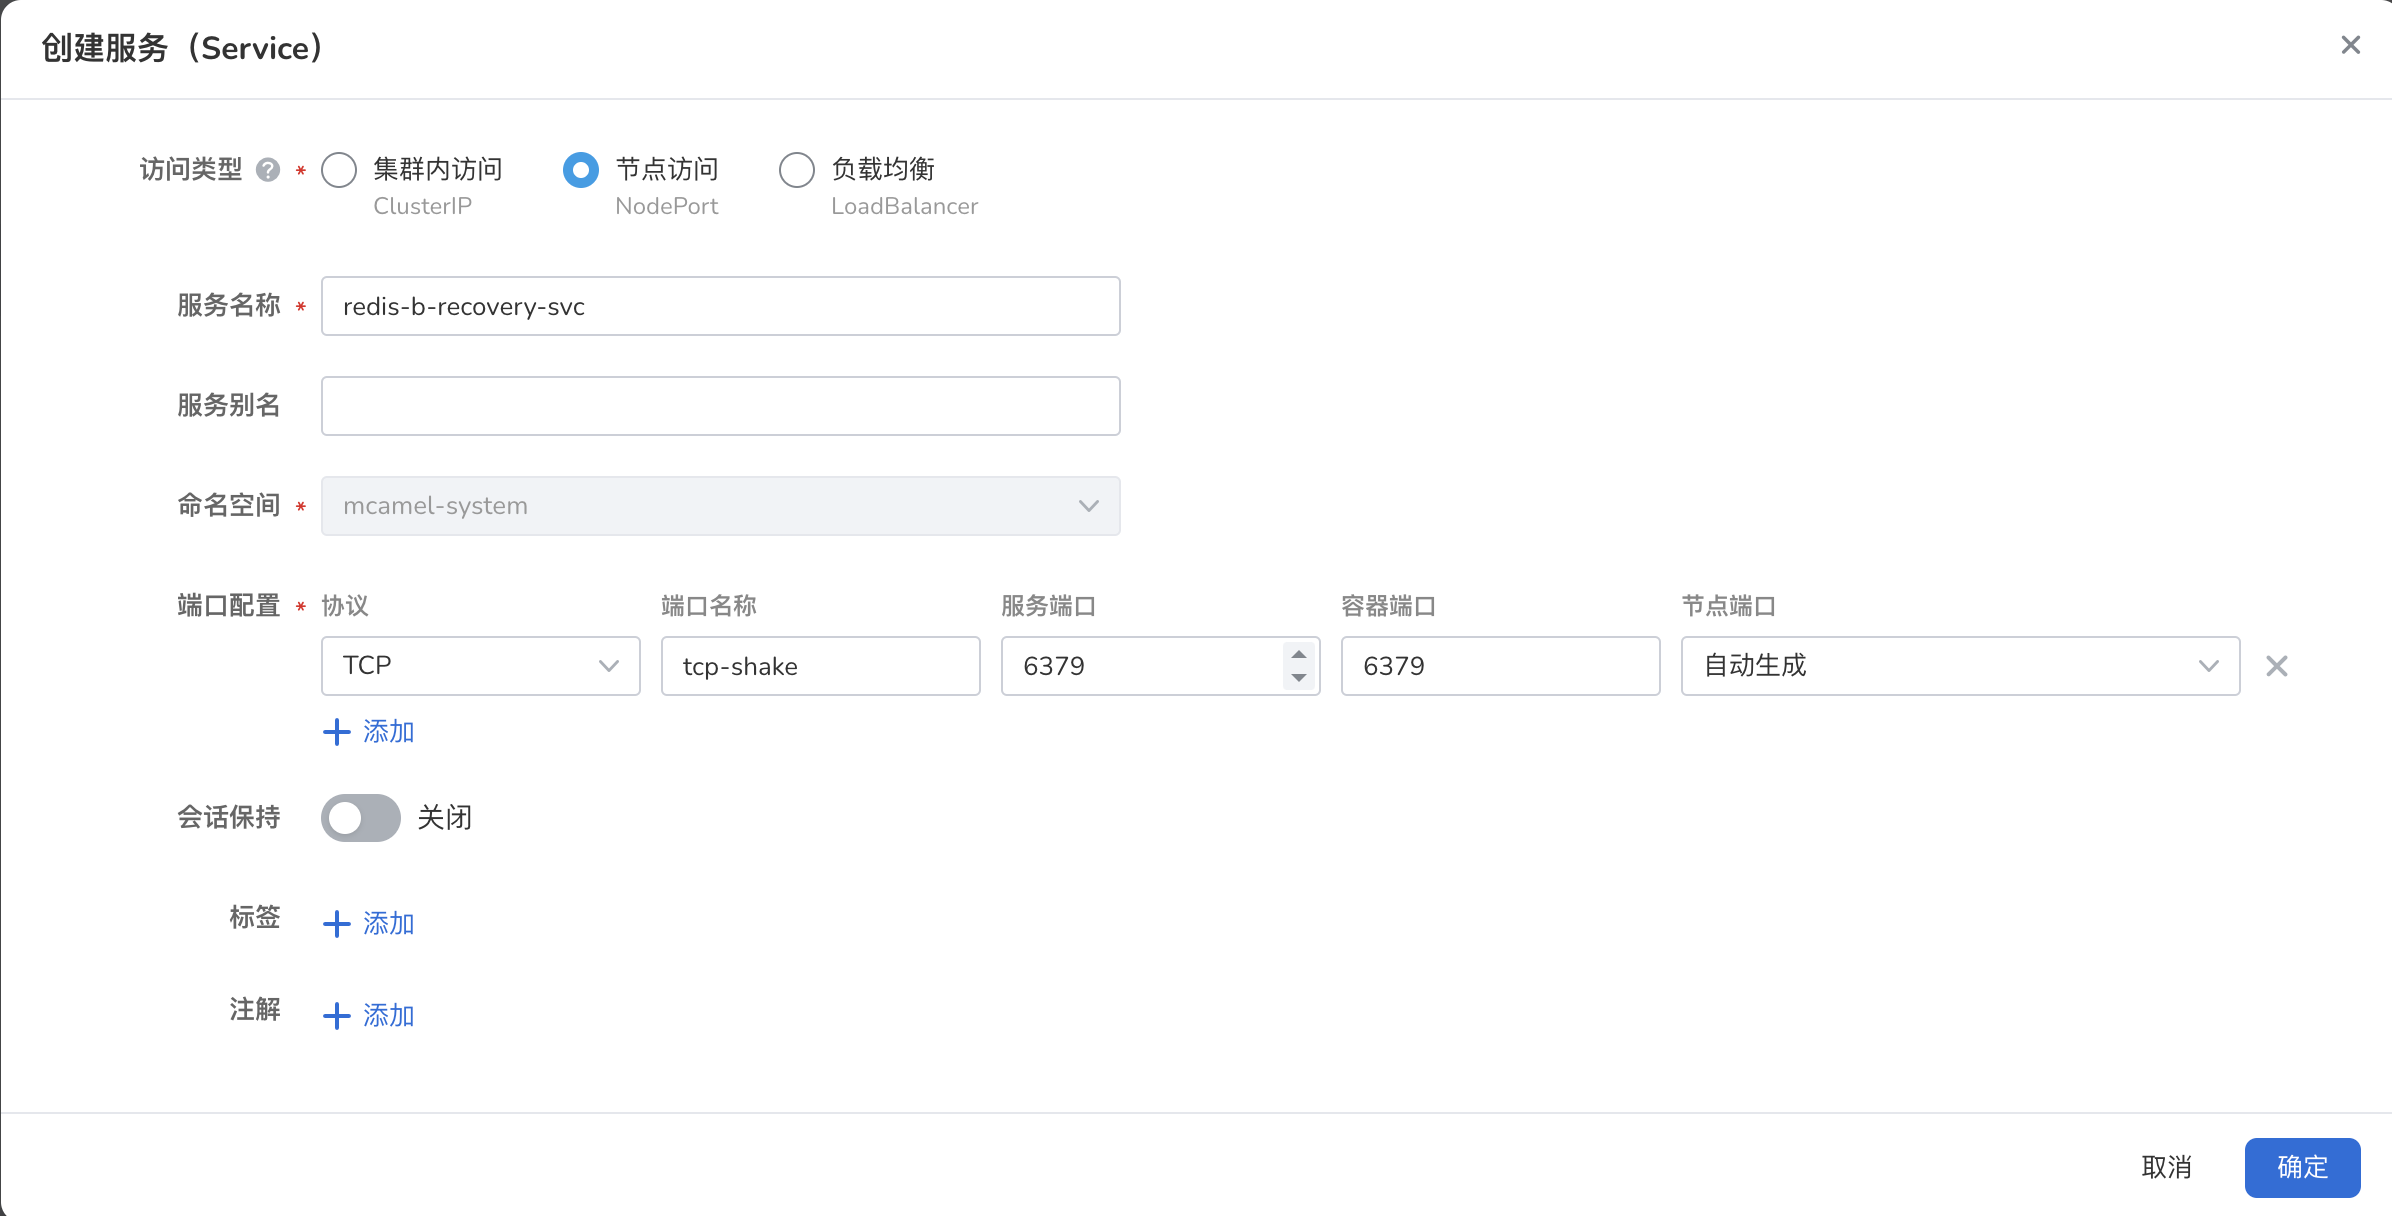 创建服务（Service）
访问类型 ? * 集群内访问 节点访问 负载均衡
ClusterIP NodePort LoadBalancer
服务名称 * redis-b-recovery-svc
服务别名
命名空间 * mcamel-system
端口配置 * 协议 端口名称 服务端口 容器端口 节点端口
TCP tcp-shake 6379 6379 自动生成
添加
会话保持 关闭
标签 添加
注解 添加
取消 确定